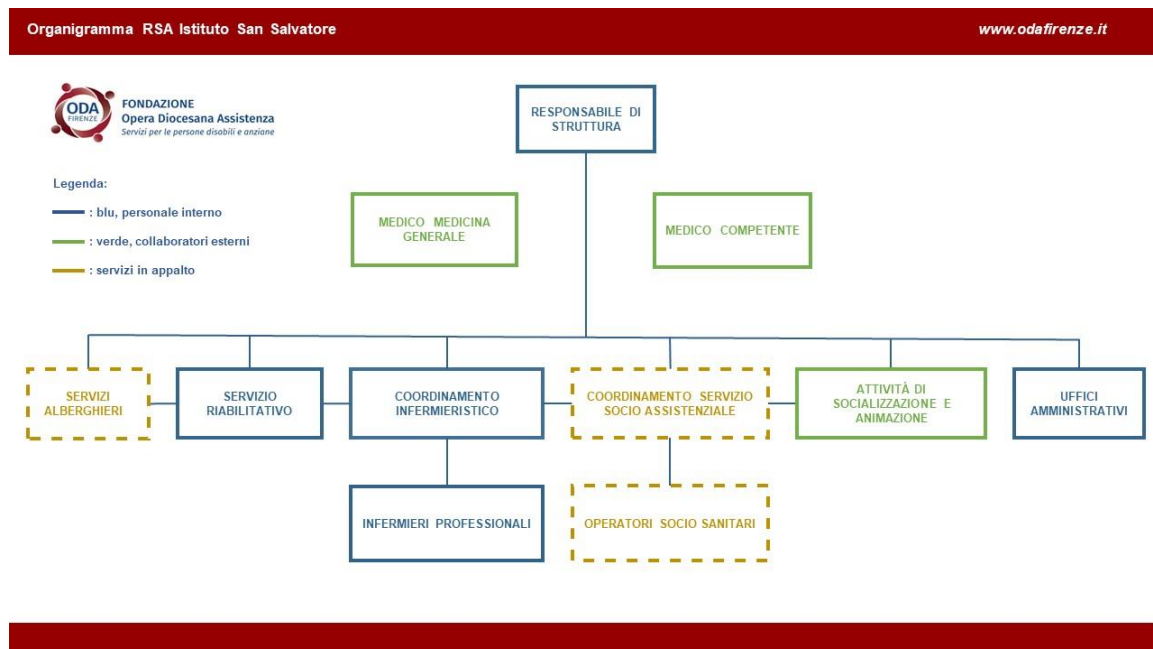 Organigramma RSA Istituto San Salvatore
www.odafirenze.it
ODA
FIRENZE
FONDAZIONE
Opera Diocesana Assistenza
Servizi per le persone disabili e anziane
RESPONSABILE DI
STRUTTURA
Legenda:
: blu, personale interno
: verde, collaboratori esterni
: servizi in appalto
MEDICO MEDICINA
GENERALE
MEDICO COMPETENTE
SERVIZI
ALBERGHIERI
SERVIZIO
RIABILITATIVO
COORDINAMENTO
INFERMIERISTICO
COORDINAMENTO SERVIZIO
SOCIO ASSISTENZIALE
ATTIVITÀ DI
SOCIALIZZAZIONE E
ANIMAZIONE
UFFICI
AMMINISTRATIVI
INFERMIERI PROFESSIONALI
OPERATORI SOCIO SANITARI